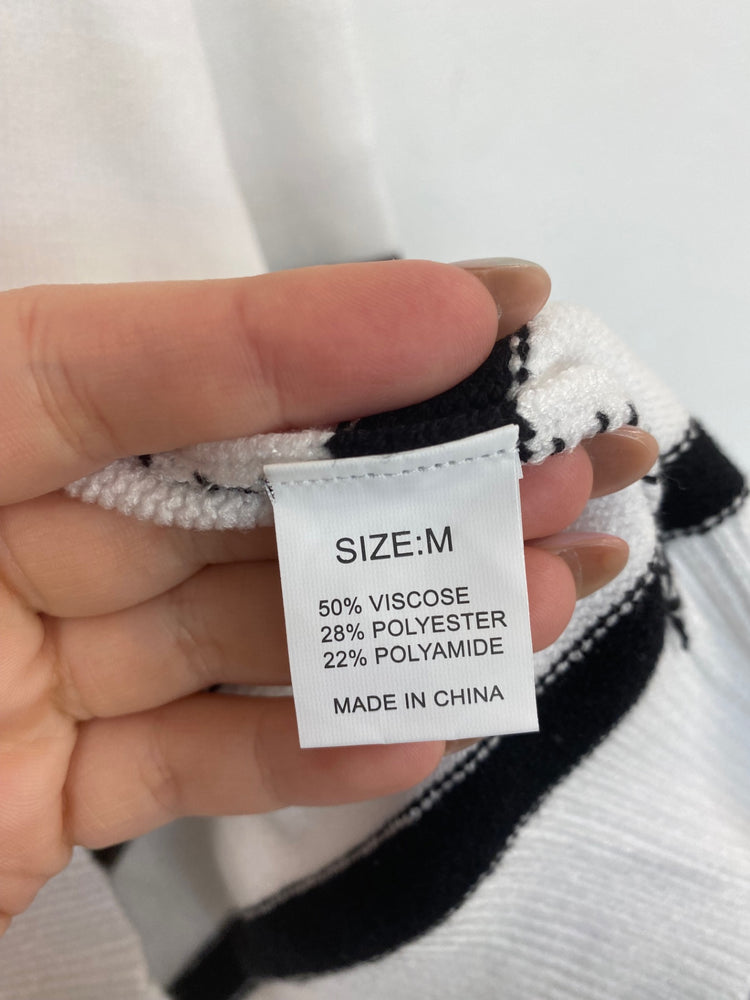 SIZE:M
50% VISCOSE
28% POLYESTER
22% POLYAMIDE
MADE IN CHINA